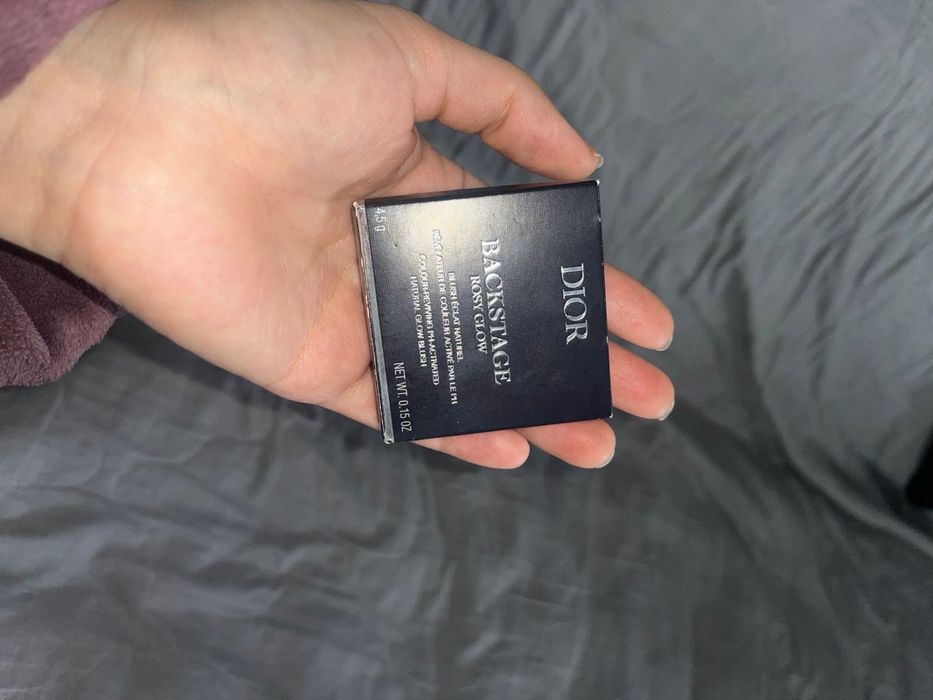 DIOR
BACKSTAGE
ROSY GLOW
BLUSH ÉCLAT NATUREL
RÉVÉLATEUR DE COULEUR ACTIVÉ PAR LE PH
COLOUR-REVIVING PH-ACTIVATED
NATURAL GLOW BLUSH
4.5 g
NET WT. 0.15 OZ